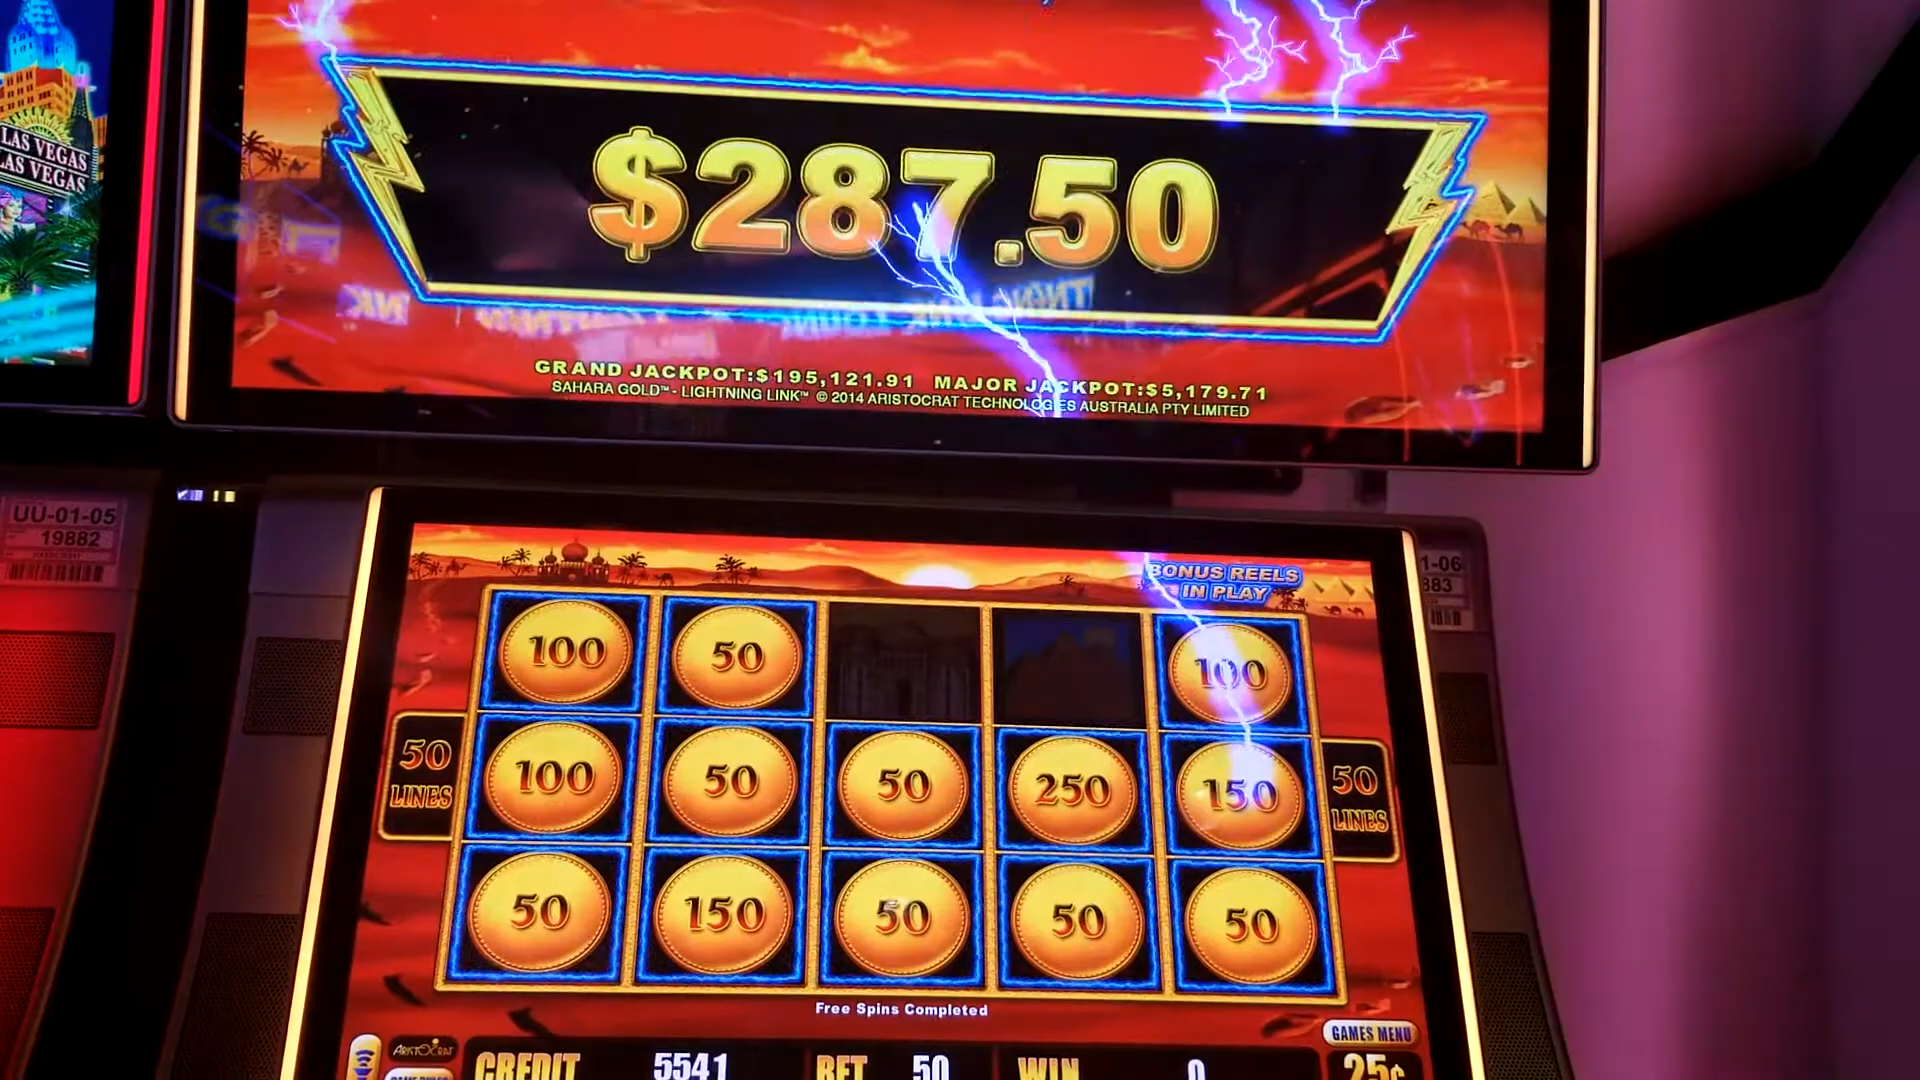 LAS VEGAS
LAS VEGAS
$287.50
GRAND JACKPOT:$195,121.91 MAJOR JACKPOT:$5,179.71
SAHARA GOLD™ - LIGHTNING LINK™ © 2014 ARISTOCRAT TECHNOLOGIES AUSTRALIA PTY LIMITED
UU-01-05
19882
1-06
883
BONUS REELS
IN PLAY
100 50 100
50 LINES
100 50 50 250 150
50 LINES
50 150 50 50 50
Free Spins Completed
GAMES MENU
ARISTOCRAT
CREDIT 5541 BET 50 WIN 0 25¢